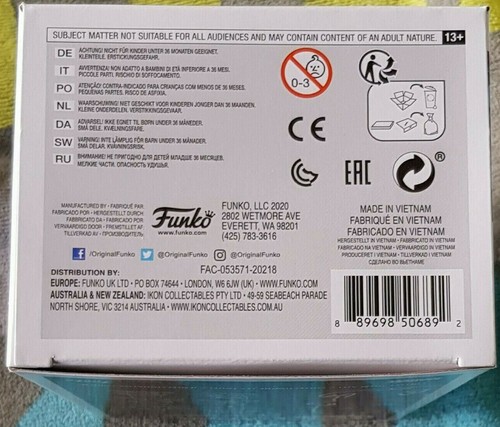 SUBJECT MATTER NOT SUITABLE FOR ALL AUDIENCES AND MAY CONTAIN CONTENT OF AN ADULT NATURE. 13+
DE ACHTUNG! NICHT FÜR KINDER UNTER 36 MONATEN GEEIGNET.
KLEINTEILE, ERSTICKUNGSGEFAHR.
IT AVVERTENZA! NON ADATTO A BAMBINI DI ETÀ INFERIORE A 36 MESI.
PICCOLE PARTI. RISCHIO DI SOFFOCAMENTO.
PO ATENÇÃO! CONTRA-INDICADO PARA CRIANÇAS COM MENOS DE 36 MESES.
PEQUENAS PARTES. RISCO DE ASFIXIA.
NL WAARSCHUWING! NIET GESCHIKT VOOR KINDEREN JONGER DAN 36 MAANDEN.
KLEINE ONDERDELEN, VERSTIKKINGSGEVAAR.
DA ADVARSEL! IKKE EGNET TIL BØRN UNDER 36 MÅNEDER.
SMÅ DELE. KVÆLNINGSFARE.
SW VARNING! INTE LÄMPLIG FÖR BARN UNDER 36 MÅNADER.
SMÅ DELAR. KVÄVNINGSRISK.
RU ВНИМАНИЕ! НЕ ПРИГОДНО ДЛЯ ДЕТЕЙ МЛАДШЕ 36 МЕСЯЦЕВ.
МЕЛКИЕ ЧАСТИ, ОПАСНОСТЬ УДУШЬЯ.
0-3
CE
EAC
®
MANUFACTURED BY • FABRIQUÉ PAR
FABRICADO POR • HERGESTELLT DURCH
FABRICATO DA • FABRICADO POR
VERVAARDIGD DOOR • FREMSTILLET AF
TILLVERKAD AV • ПРОИЗВОДИТЕЛЬ
Funko
www.funko.com
FUNKO, LLC 2020
2802 WETMORE AVE
EVERETT, WA 98201
(425) 783-3616
MADE IN VIETNAM
FABRIQUÉ EN VIETNAM
FABRICADO EN VIETNAM
HERGESTELLT IN VIETNAM • FABBRICATO IN VIETNAM
FABRICADO NA VIETNAM • VERVAARDIGD IN VIETNAM
PRODUCERET I VIETNAM • TILLVERKAD I VIETNAM
СДЕЛАНО ВО ВЬЕТНАМЕ
/OriginalFunko @OriginalFunko @OriginalFunko
FAC-053571-20218
DISTRIBUTION BY:
EUROPE: FUNKO UK LTD • PO BOX 74644 • LONDON, W6 6JW (UK) • WWW.FUNKO.COM
AUSTRALIA & NEW ZEALAND: IKON COLLECTABLES PTY LTD • 49-59 SEABEACH PARADE
NORTH SHORE, VIC 3214 AUSTRALIA • WWW.IKONCOLLECTABLES.COM
8 89698 50689 2